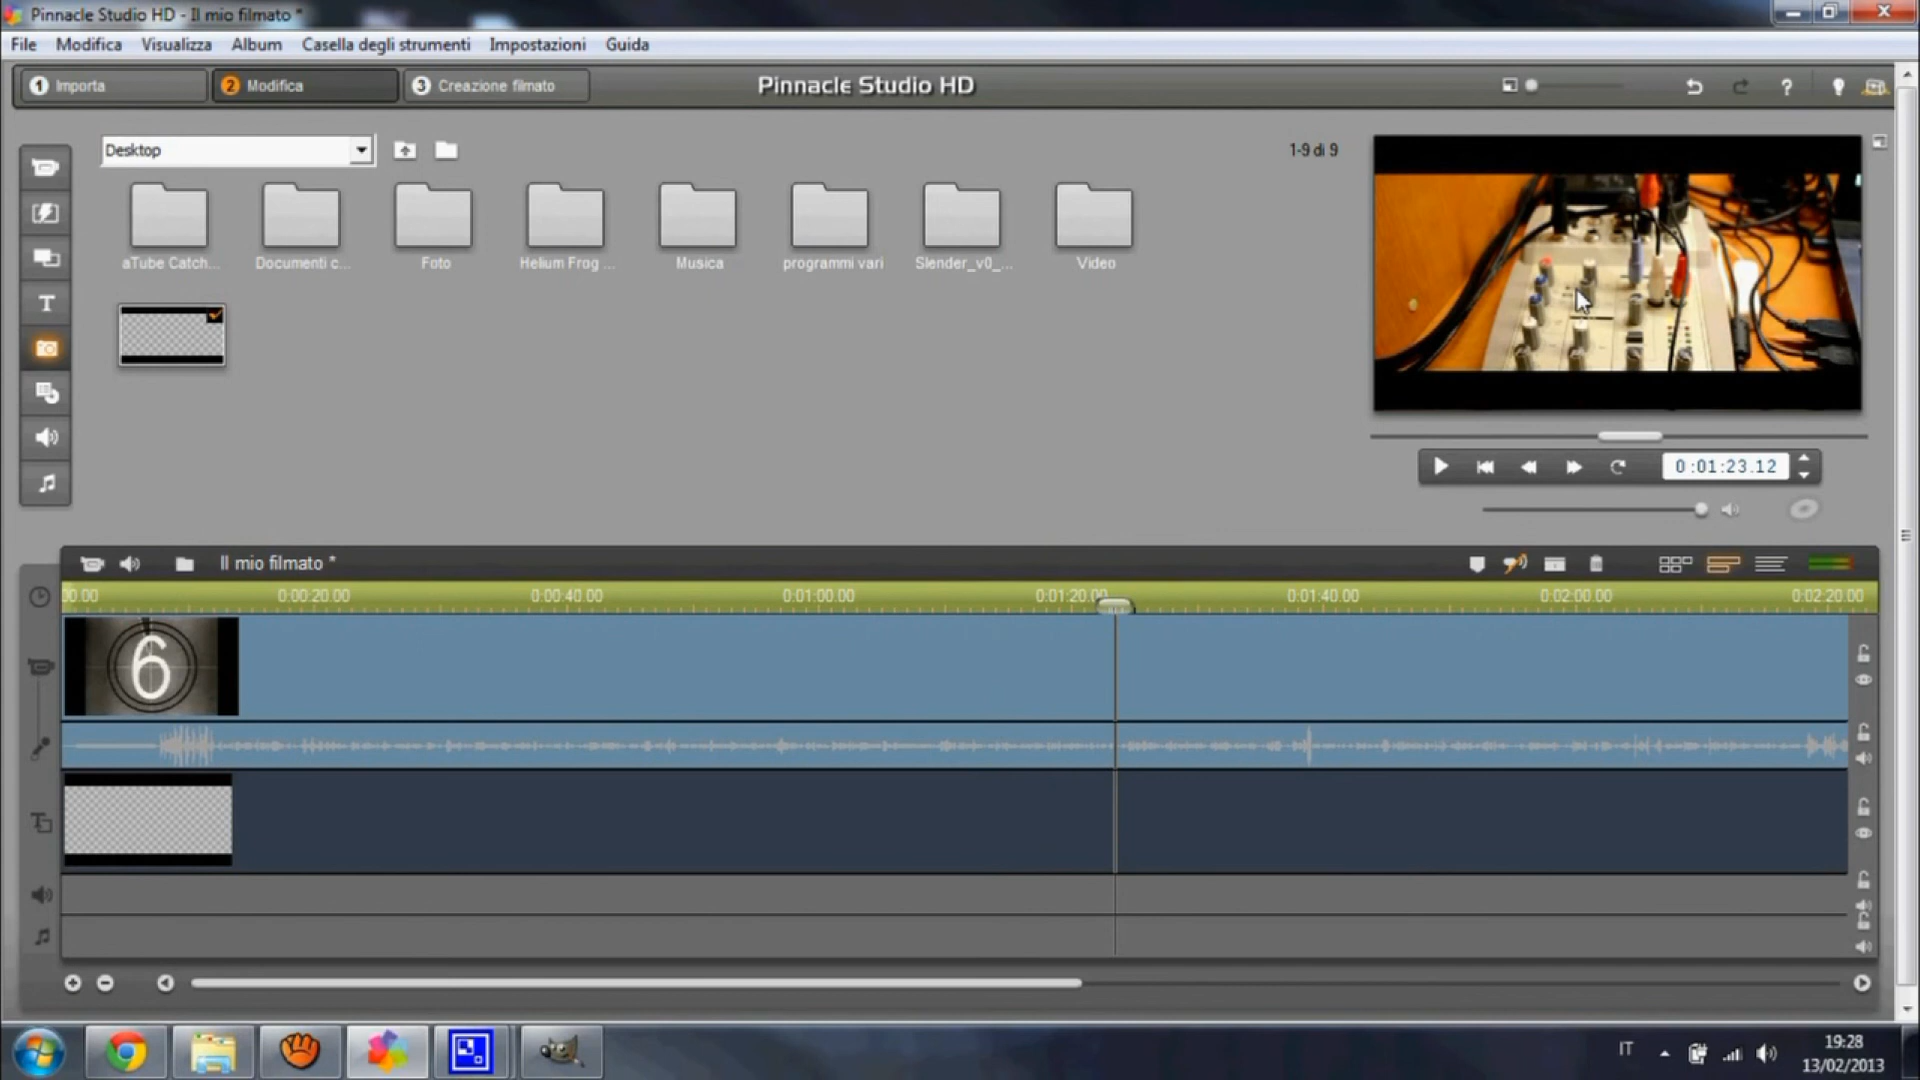 Pinnacle Studio HD - Il mio filmato *
File Modifica Visualizza Album Casella degli strumenti Impostazioni Guida
1 Importa 2 Modifica 3 Creazione filmato Pinnacle Studio HD
Desktop
1-9 di 9
aTube Catch... Documenti c... Foto Helium Frog ... Musica programmi vari Slender_v0_... Video
0:01:23.12
Il mio filmato *
00.00 0:00:20.00 0:00:40.00 0:01:00.00 0:01:20.00 0:01:40.00 0:02:00.00 0:02:20.00
6
IT
19:28
13/02/2013